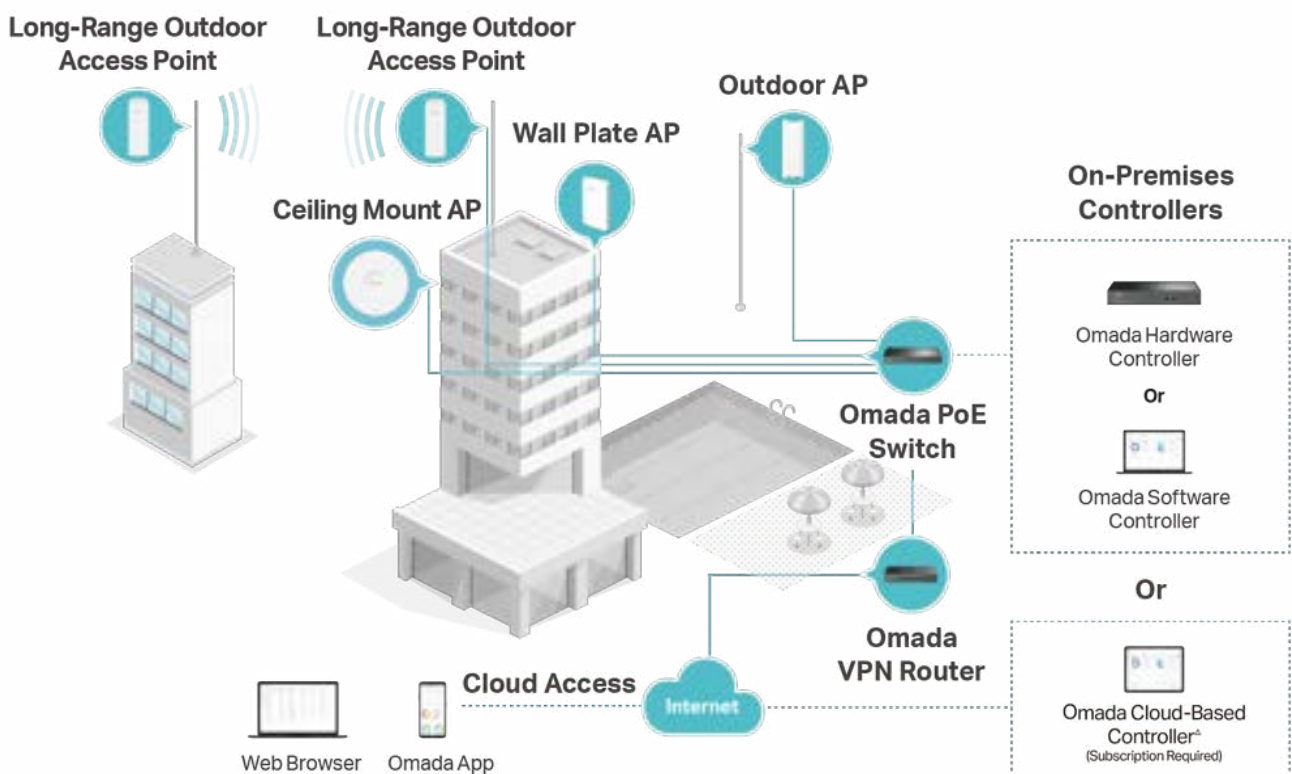 Long-Range Outdoor
Access Point
Long-Range Outdoor
Access Point
Outdoor AP
Wall Plate AP
Ceiling Mount AP
On-Premises
Controllers
Omada Hardware
Controller
Or
Omada Software
Controller
Omada PoE
Switch
Or
Omada
VPN Router
Cloud Access
Internet
Omada Cloud-Based
Controller△
(Subscription Required)
Web Browser
Omada App